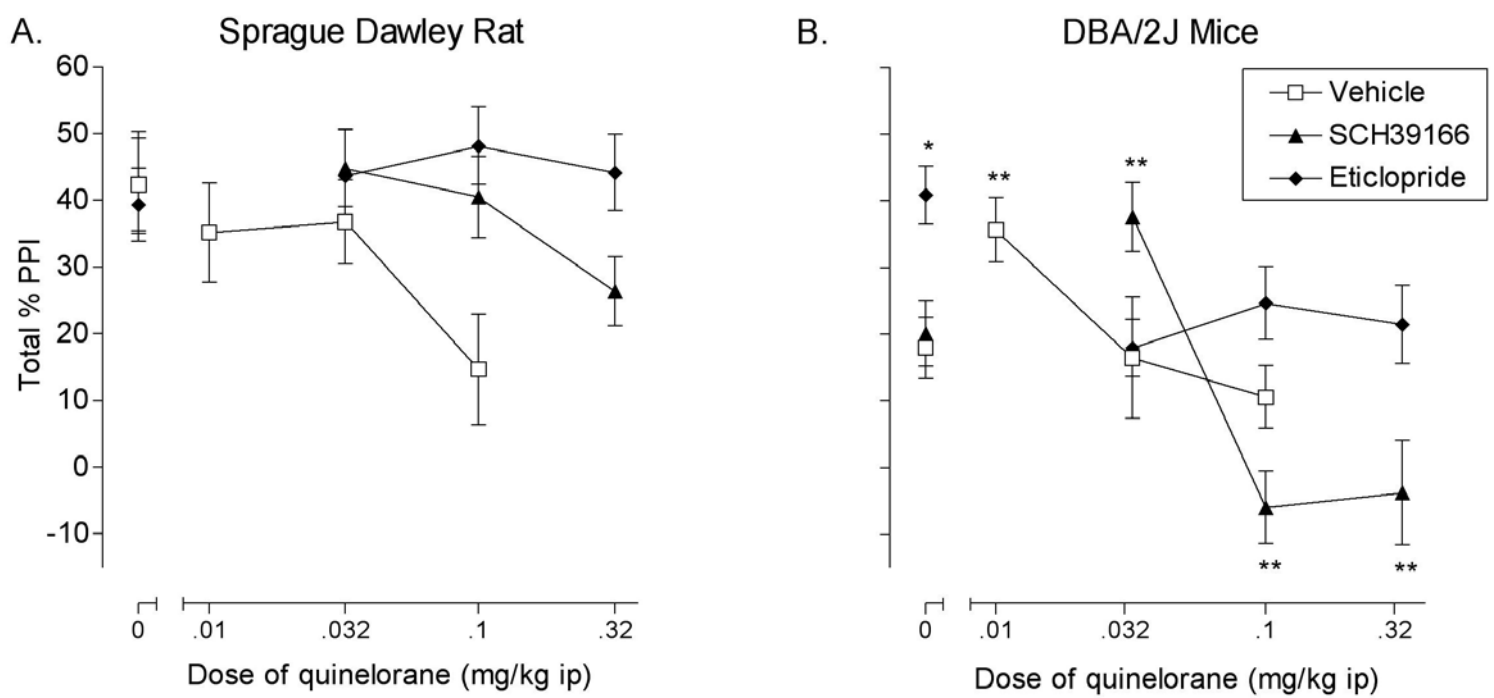 A.
Sprague Dawley Rat
60
50
40
30
20
10
0
-10
Total % PPI
0
.01
.032
.1
.32
Dose of quinelorane (mg/kg ip)
B.
DBA/2J Mice
Vehicle
SCH39166
Eticlopride
*
**
**
**
**
0
.01
.032
.1
.32
Dose of quinelorane (mg/kg ip)